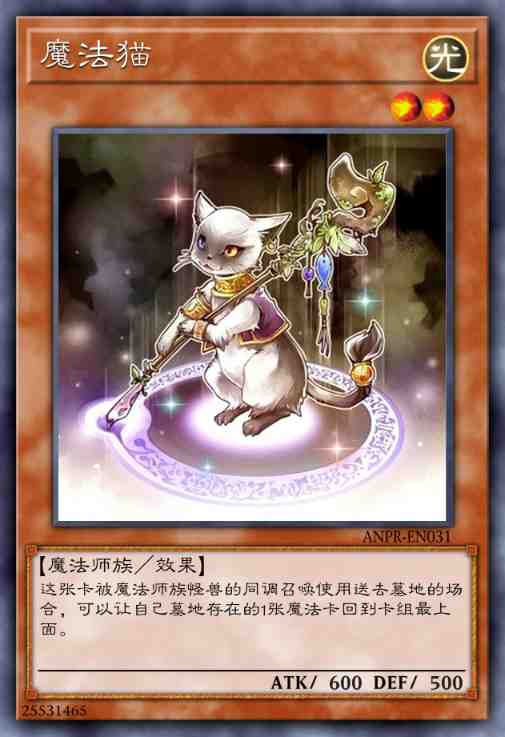 魔法猫
光
ANPR-EN031
【魔法师族／效果】
这张卡被魔法师族怪兽的同调召唤使用送去墓地的场
合，可以让自己墓地存在的1张魔法卡回到卡组最上
面。
ATK/ 600 DEF/ 500
25531465